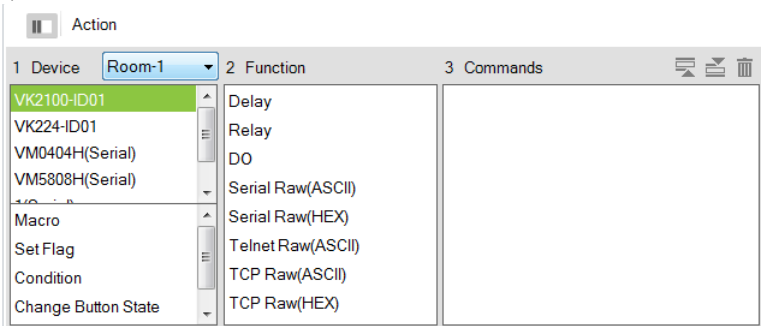 Action
1 Device Room-1 2 Function 3 Commands
VK2100-ID01
VK224-ID01
VM0404H(Serial)
VM5808H(Serial)
Macro
Set Flag
Condition
Change Button State
Delay
Relay
DO
Serial Raw(ASCII)
Serial Raw(HEX)
Telnet Raw(ASCII)
TCP Raw(ASCII)
TCP Raw(HEX)